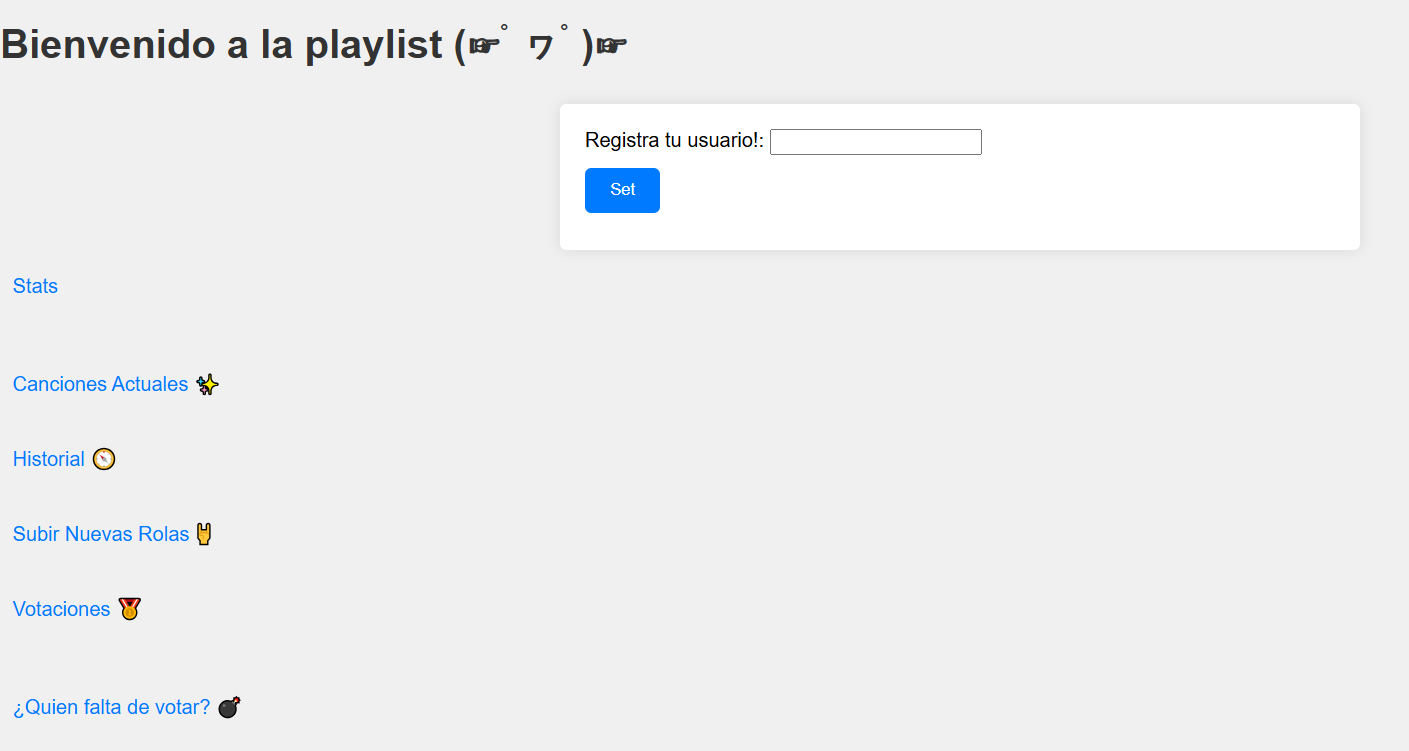 Bienvenido a la playlist (☞ﾟヮﾟ)☞
Registra tu usuario!:
Set
Stats
Canciones Actuales ✨
Historial 🧭
Subir Nuevas Rolas 🤘
Votaciones 🏅
¿Quien falta de votar? 💣